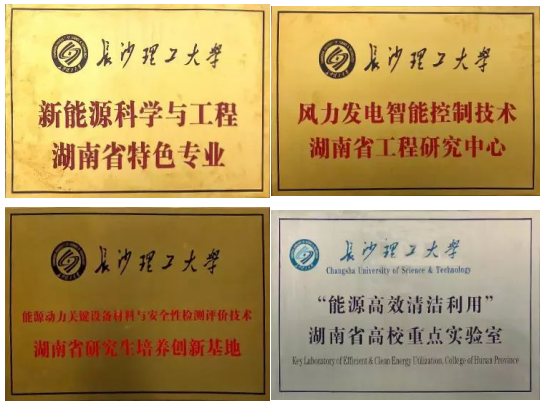 長沙理工大学
新能源科学与工程
湖南省特色专业
長沙理工大学
风力发电智能控制技术
湖南省工程研究中心
長沙理工大学
能源动力关键设备材料与安全性检测评价技术
湖南省研究生培养创新基地
長沙理工大学
Changsha University of Science & Technology
“能源高效清洁利用”
湖南省高校重点实验室
Key Laboratory of Efficient & Clean Energy Utilization, College of Hunan Province